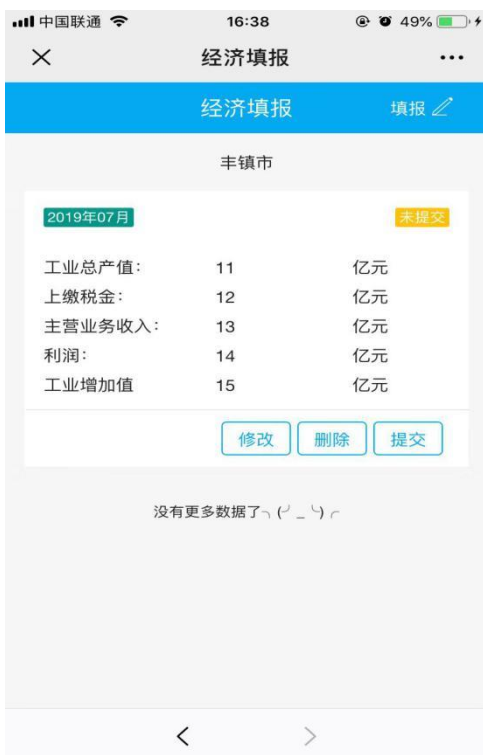 中国联通 16:38 49%
经济填报
经济填报 填报
丰镇市
2019年07月 未提交
工业总产值: 11 亿元
上缴税金: 12 亿元
主营业务收入: 13 亿元
利润: 14 亿元
工业增加值 15 亿元
修改 删除 提交
没有更多数据了╮(╯_╰)╭